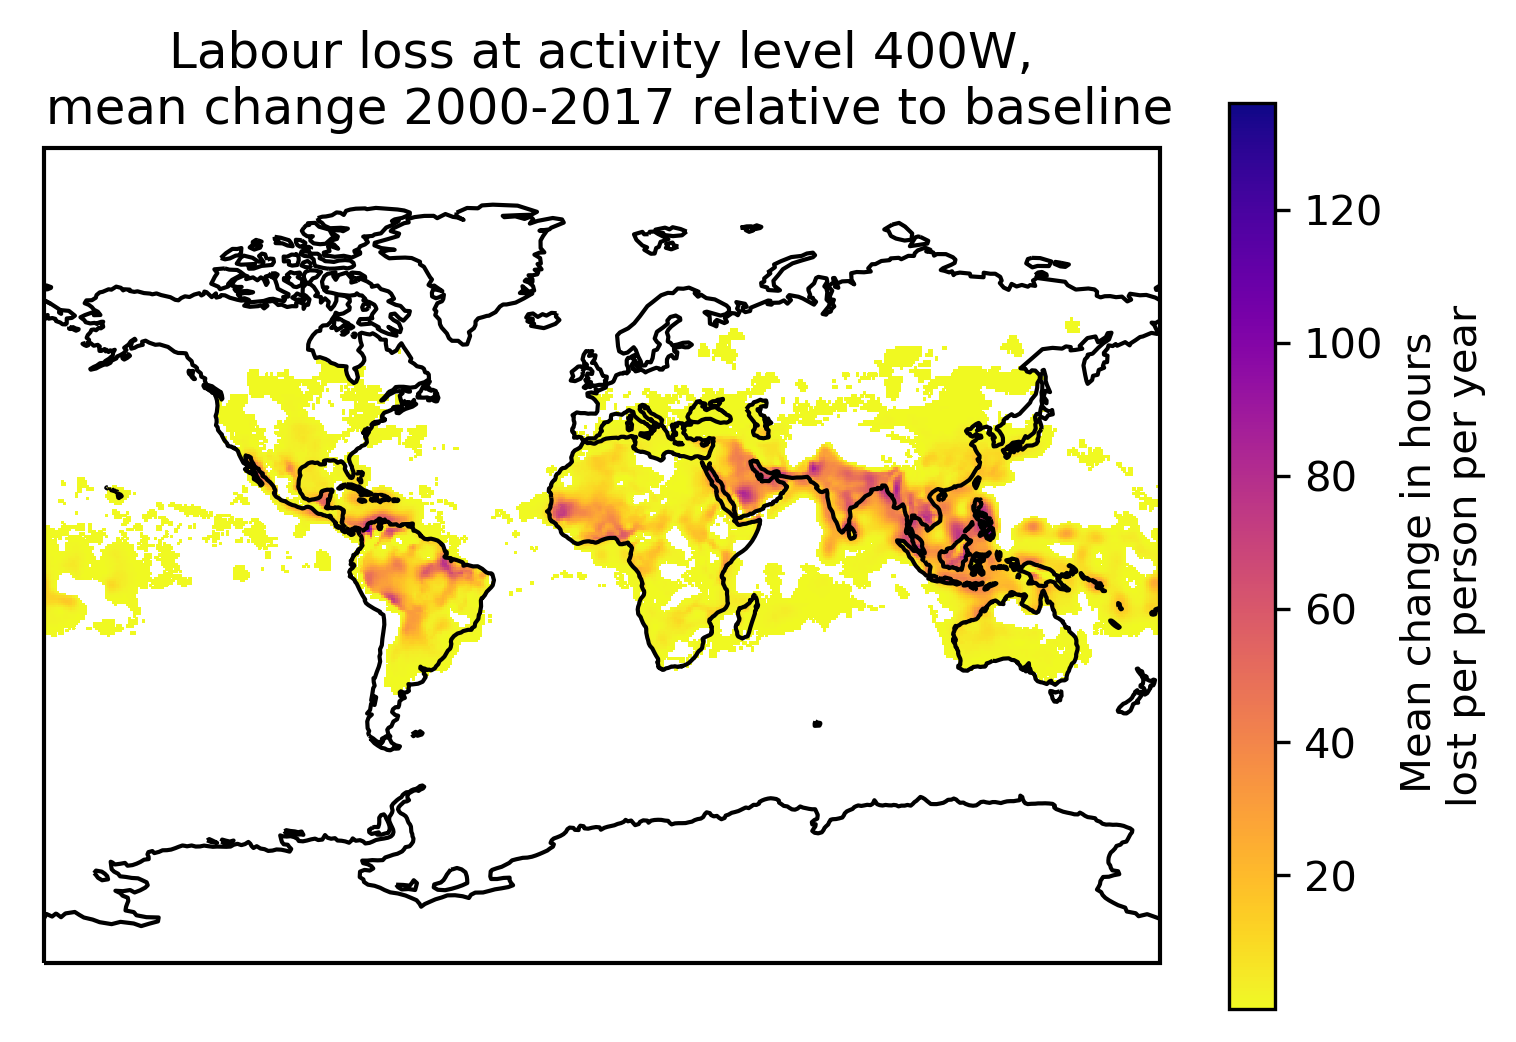 Labour loss at activity level 400W,
mean change 2000-2017 relative to baseline
120
100
80
60
40
20
Mean change in hours
lost per person per year